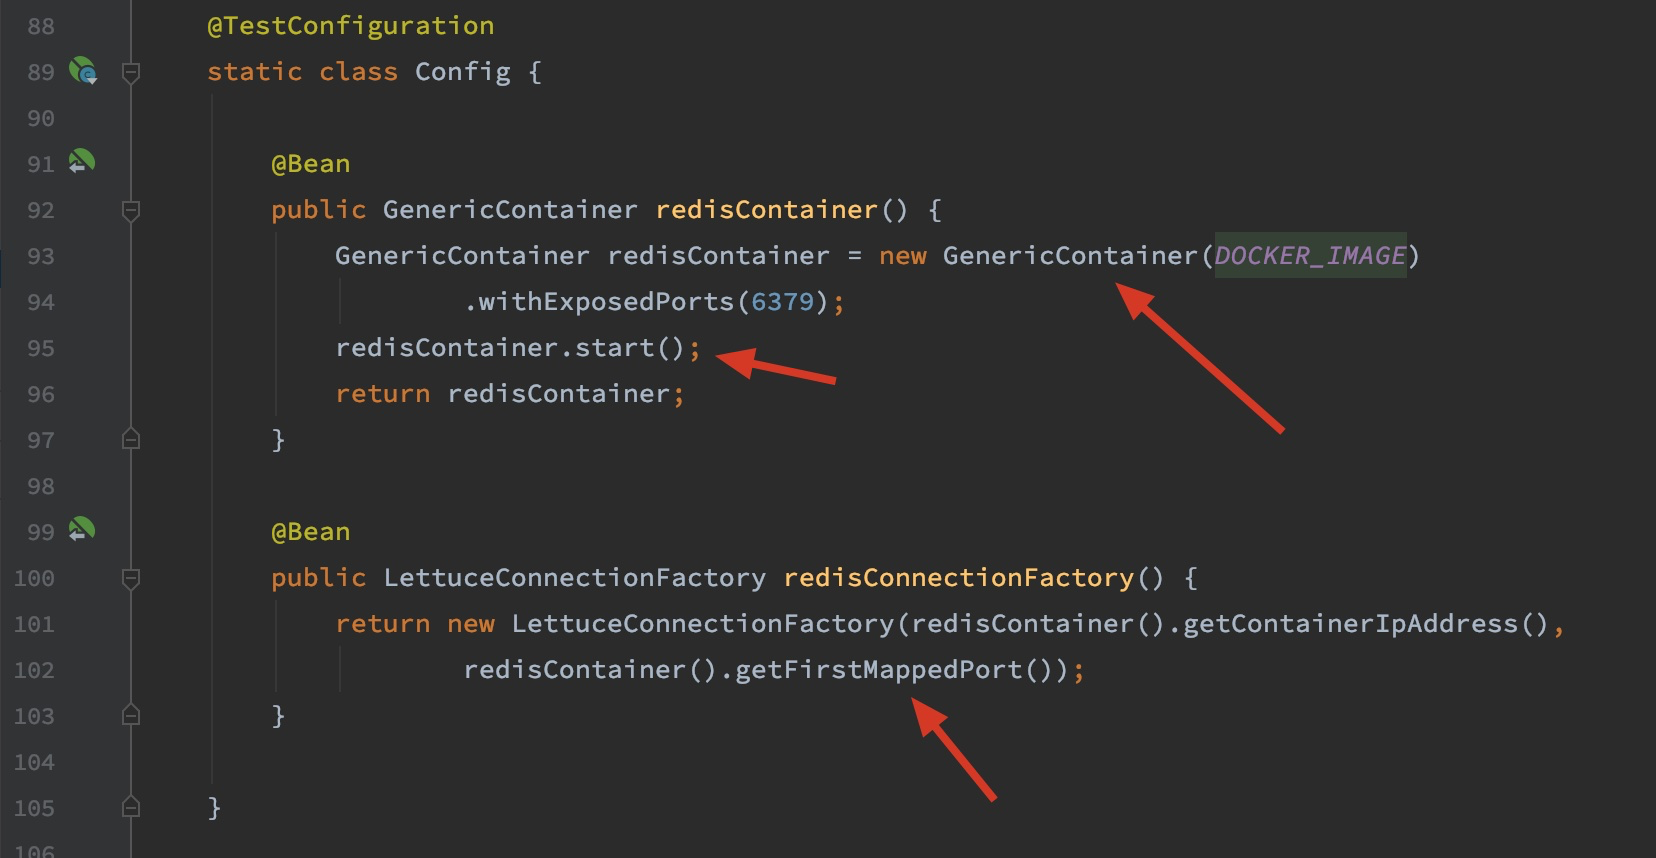 88 @TestConfiguration
89 static class Config {
90
91 @Bean
92 public GenericContainer redisContainer() {
93 GenericContainer redisContainer = new GenericContainer(DOCKER_IMAGE)
94 .withExposedPorts(6379);
95 redisContainer.start();
96 return redisContainer;
97 }
98
99 @Bean
100 public LettuceConnectionFactory redisConnectionFactory() {
101 return new LettuceConnectionFactory(redisContainer().getContainerIpAddress(),
102 redisContainer().getFirstMappedPort());
103 }
104
105 }
106